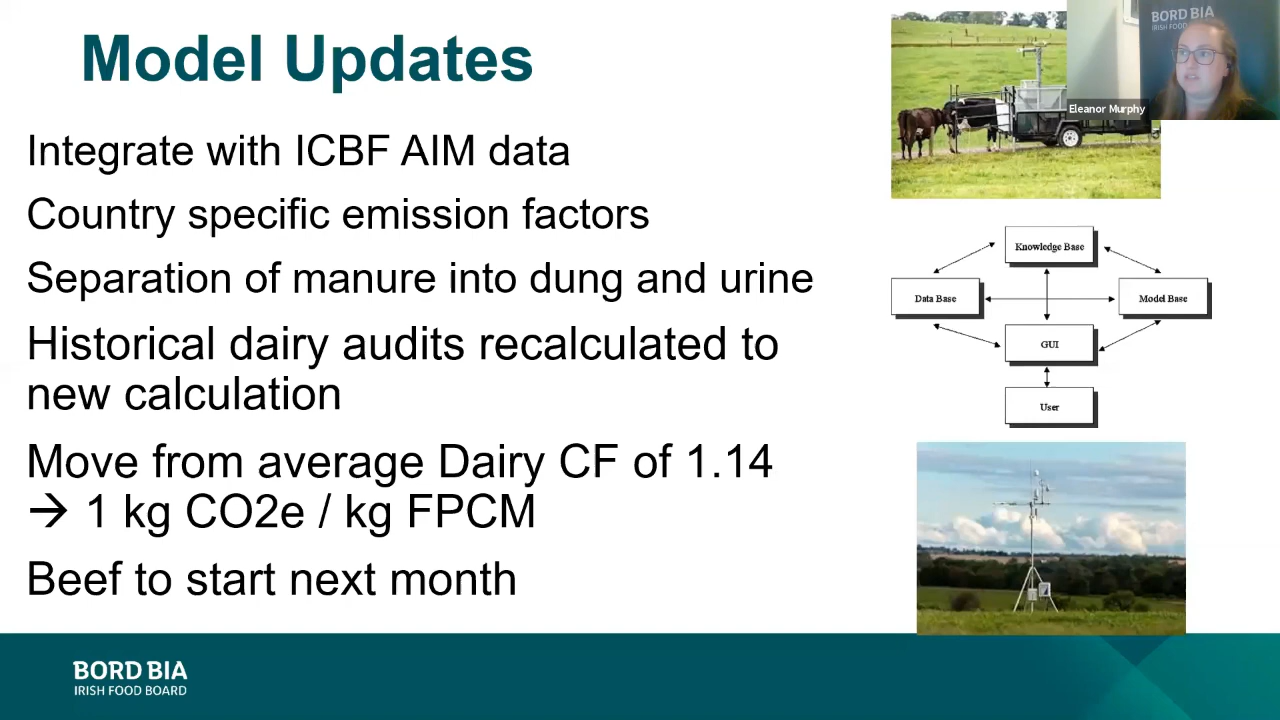 Model Updates
Integrate with ICBF AIM data
Country specific emission factors
Separation of manure into dung and urine
Historical dairy audits recalculated to
new calculation
Move from average Dairy CF of 1.14
→ 1 kg CO2e / kg FPCM
Beef to start next month
BORD BIA
IRISH FOOD BOARD
BORD BIA
IRISH FOOD
Eleanor Murphy
Knowledge Base
Data Base
Model Base
GUI
User